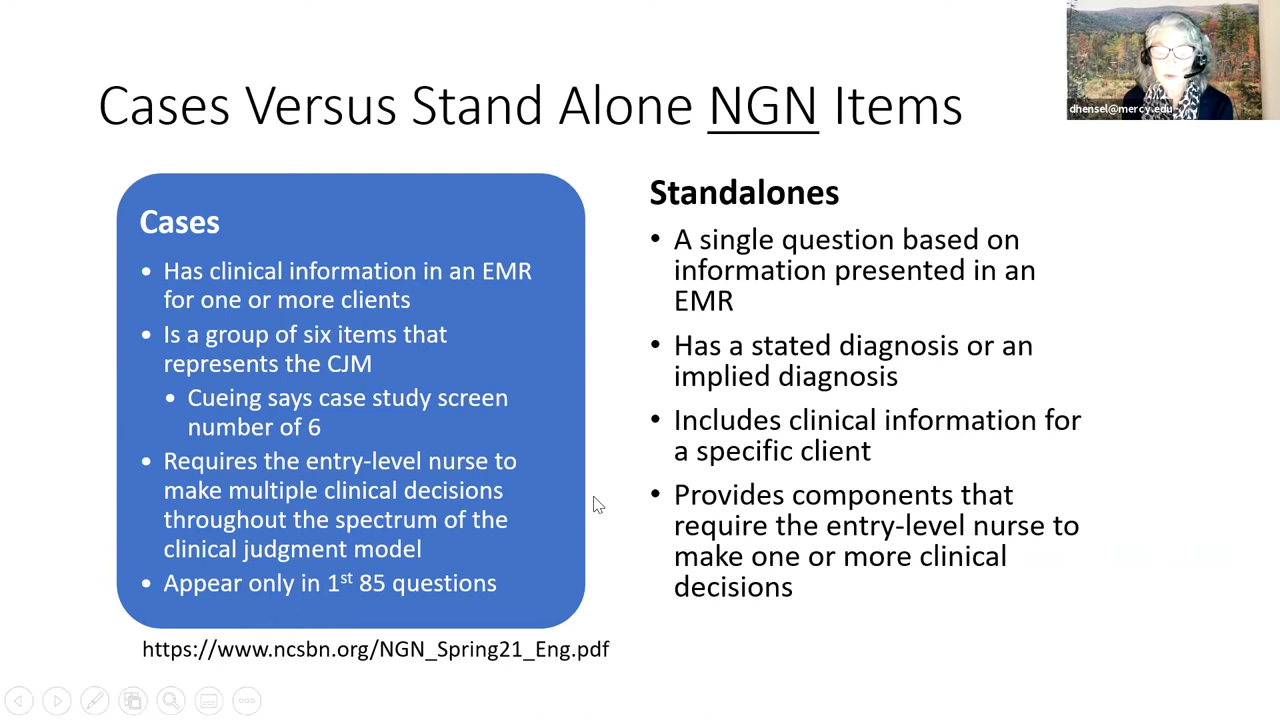 Cases Versus Stand Alone NGN Items
dhensel@mercy.edu
Cases
• Has clinical information in an EMR
for one or more clients
• Is a group of six items that
represents the CJM
• Cueing says case study screen
number of 6
• Requires the entry-level nurse to
make multiple clinical decisions
throughout the spectrum of the
clinical judgment model
• Appear only in 1st 85 questions
https://www.ncsbn.org/NGN_Spring21_Eng.pdf
Standalones
• A single question based on
information presented in an
EMR
• Has a stated diagnosis or an
implied diagnosis
• Includes clinical information for
a specific client
• Provides components that
require the entry-level nurse to
make one or more clinical
decisions